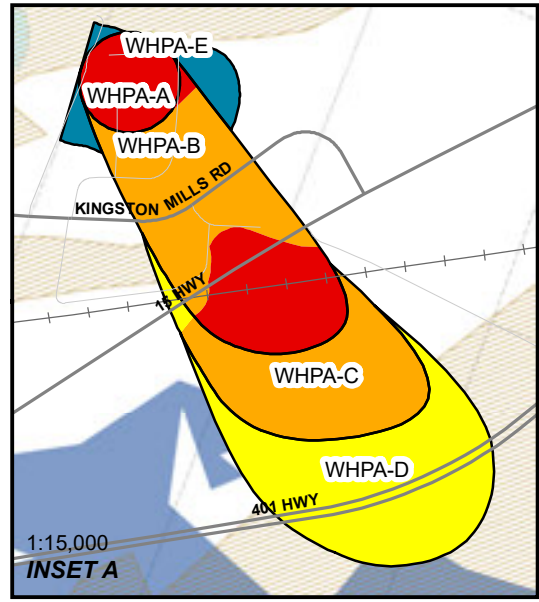 WHPA-E
WHPA-A
WHPA-B
KINGSTON MILLS RD
15 HWY
WHPA-C
WHPA-D
401 HWY
1:15,000
INSET A